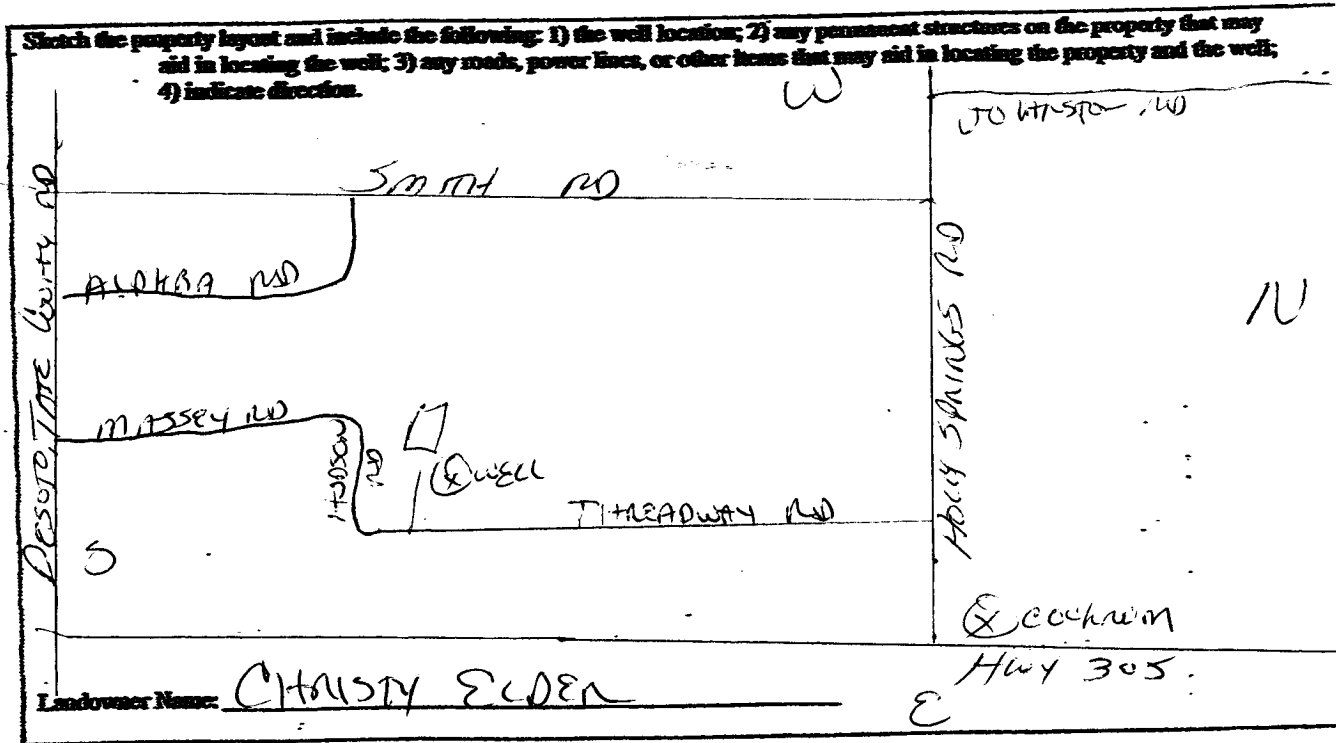 Sketch the property layout and include the following: 1) the well location; 2) any permanent structures on the property that may
aid in locating the well; 3) any roads, power lines, or other items that may aid in locating the property and the well;
4) indicate direction.
W
JOHNSTON RD
SMITH RD
DESOTO, TATE County RD
ALPHBA RD
HOLLY SPRINGS RD
N
MASSEY RD
HUDSON RD
WELL
TTHREADWAY RD
S
Cochrum
HWY 305
Landowner Name: CHRISTY ELDER
E